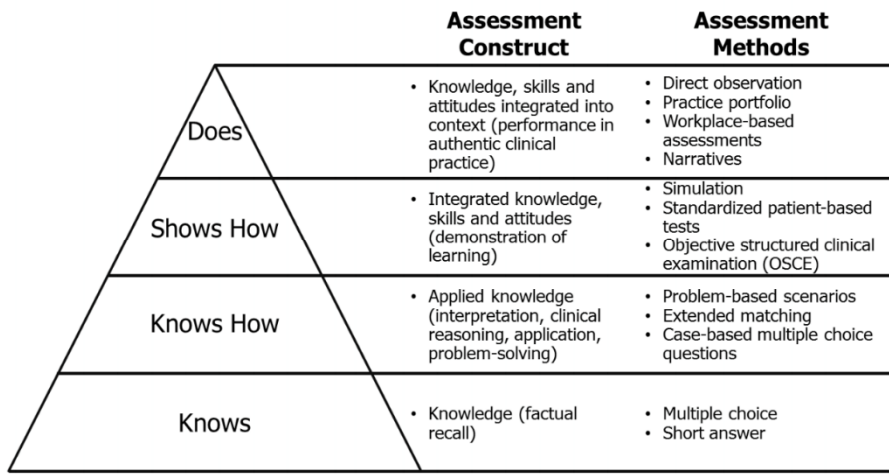 Assessment
Construct
Assessment
Methods
Does
• Knowledge, skills and
attitudes integrated into
context (performance in
authentic clinical
practice)
• Direct observation
• Practice portfolio
• Workplace-based
assessments
• Narratives
Shows How
• Integrated knowledge,
skills and attitudes
(demonstration of
learning)
• Simulation
• Standardized patient-based
tests
• Objective structured clinical
examination (OSCE)
Knows How
• Applied knowledge
(interpretation, clinical
reasoning, application,
problem-solving)
• Problem-based scenarios
• Extended matching
• Case-based multiple choice
questions
Knows
• Knowledge (factual
recall)
• Multiple choice
• Short answer